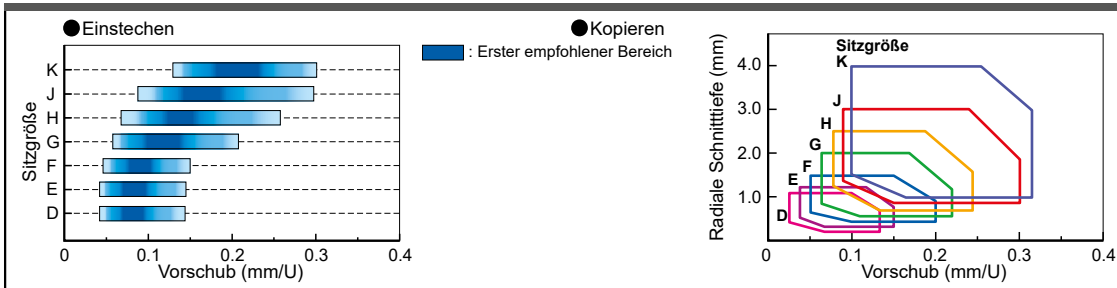 Einstechen
Sitzgröße
K
J
H
G
F
E
D
0 0.1 0.2 0.3 0.4
Vorschub (mm/U)
: Erster empfohlener Bereich
Kopieren
Radiale Schnitttiefe (mm)
4.0
3.0
2.0
1.0
Sitzgröße
K
J
H
G
F
E
D
0 0.1 0.2 0.3 0.4
Vorschub (mm/U)